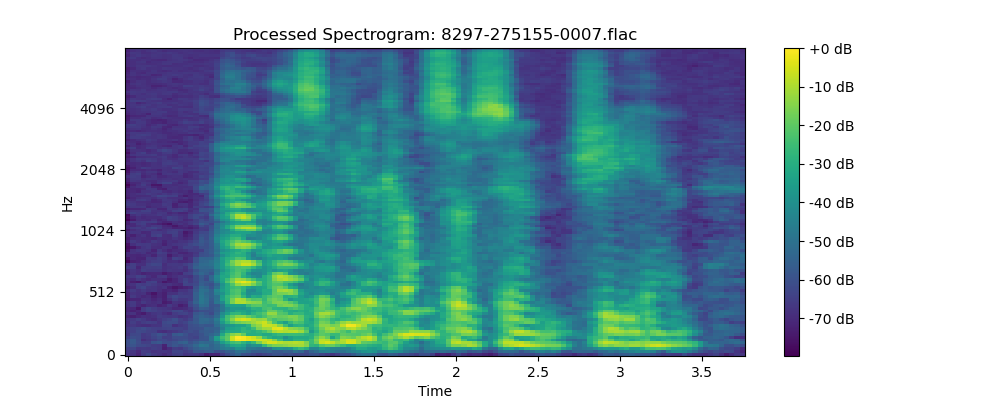 Processed Spectrogram: 8297-275155-0007.flac
Hz
4096
2048
1024
512
0
0
0.5
1
1.5
2
2.5
3
3.5
Time
+0 dB
-10 dB
-20 dB
-30 dB
-40 dB
-50 dB
-60 dB
-70 dB